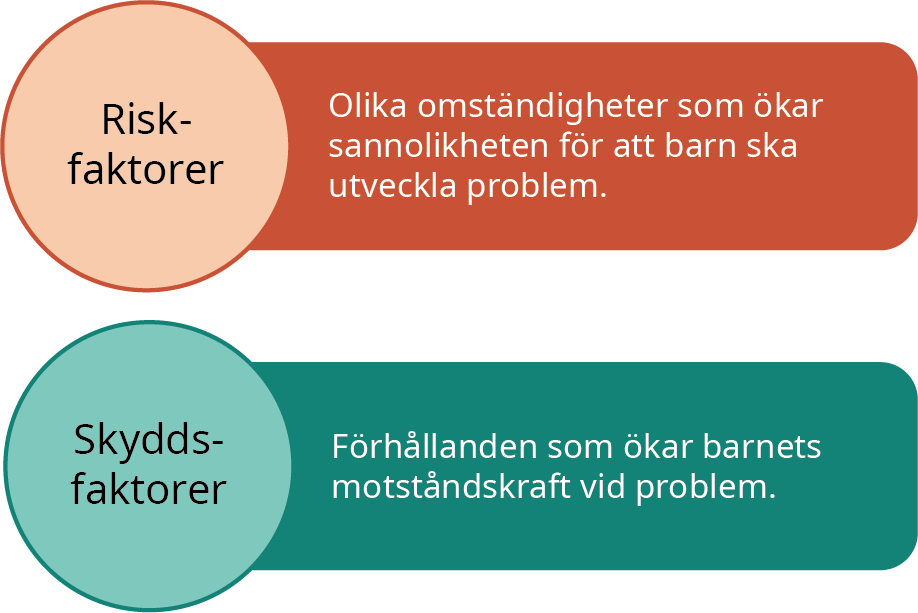 Risk-
faktorer
Olika omständigheter som ökar
sannolikheten för att barn ska
utveckla problem.
Skydds-
faktorer
Förhållanden som ökar barnets
motståndskraft vid problem.